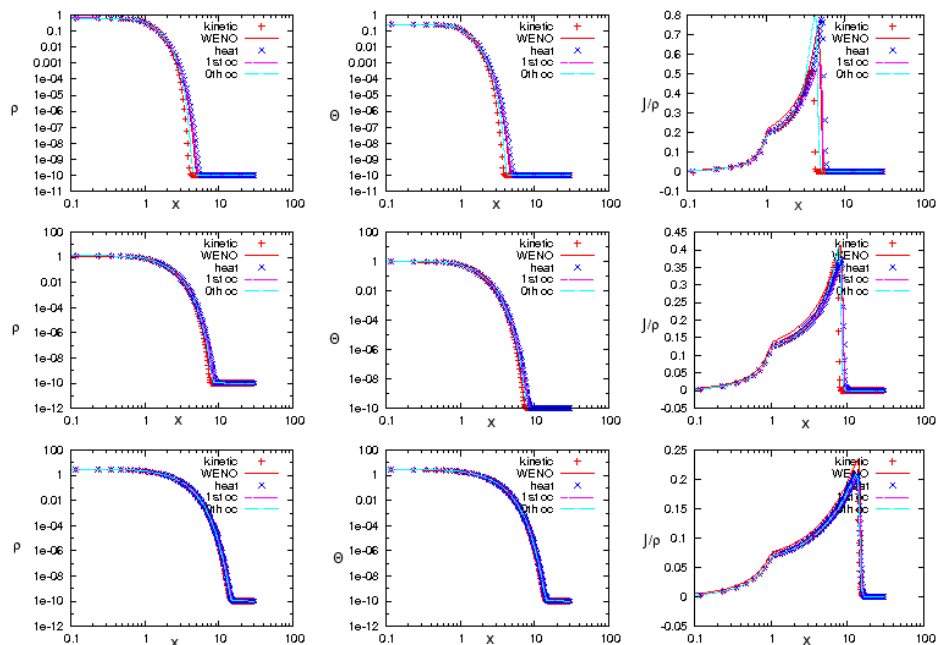 0.1
0.01
0.001
1e-04
1e-05
1e-06
1e-07
1e-08
1e-09
1e-10
1e-11
ρ
kinetic
WENO
heat
1st oc
0th oc
0.1 1 10 100
x
0.1
0.01
0.001
1e-04
1e-05
1e-06
1e-07
1e-08
1e-09
1e-10
1e-11
Θ
kinetic
WENO
heat
1st oc
0th oc
0.1 1 10 100
x
0.8
0.7
0.6
0.5
0.4
0.3
0.2
0.1
0
-0.1
J/ρ
kinetic
WENO
heat
1st oc
0th oc
0.1 1 10 100
x
100
1
0.01
1e-04
1e-06
1e-08
1e-10
1e-12
ρ
kinetic
WENO
heat
1st oc
0th oc
0.1 1 10 100
x
100
1
0.01
1e-04
1e-06
1e-08
1e-10
Θ
kinetic
WENO
heat
1st oc
0th oc
0.1 1 10 100
x
0.45
0.4
0.35
0.3
0.25
0.2
0.15
0.1
0.05
0
-0.05
J/ρ
kinetic
WENO
heat
1st oc
0th oc
0.1 1 10 100
x
100
1
0.01
1e-04
1e-06
1e-08
1e-10
1e-12
ρ
kinetic
WENO
heat
1st oc
0th oc
0.1 1 10 100
x
100
1
0.01
1e-04
1e-06
1e-08
1e-10
1e-12
Θ
kinetic
WENO
heat
1st oc
0th oc
0.1 1 10 100
x
0.25
0.2
0.15
0.1
0.05
0
-0.05
J/ρ
kinetic
WENO
heat
1st oc
0th oc
0.1 1 10 100
x